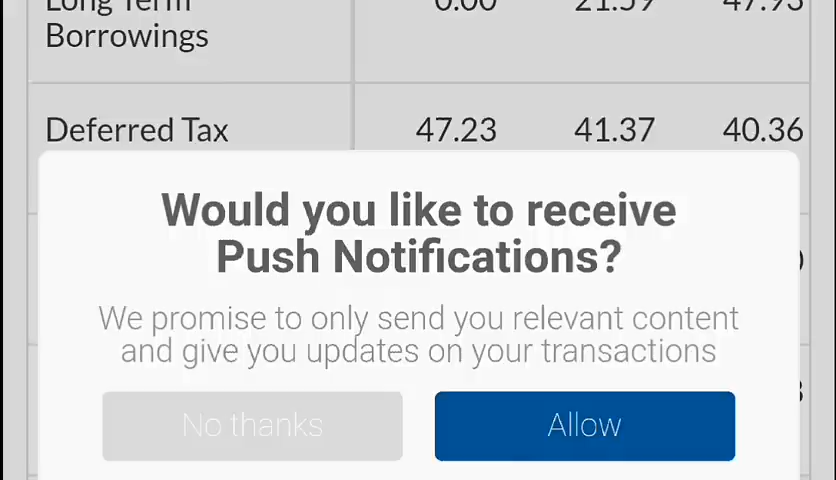 Long Term 0.00 21.59 47.93
Borrowings
Deferred Tax 47.23 41.37 40.36
Would you like to receive
Push Notifications?
We promise to only send you relevant content
and give you updates on your transactions
No thanks Allow